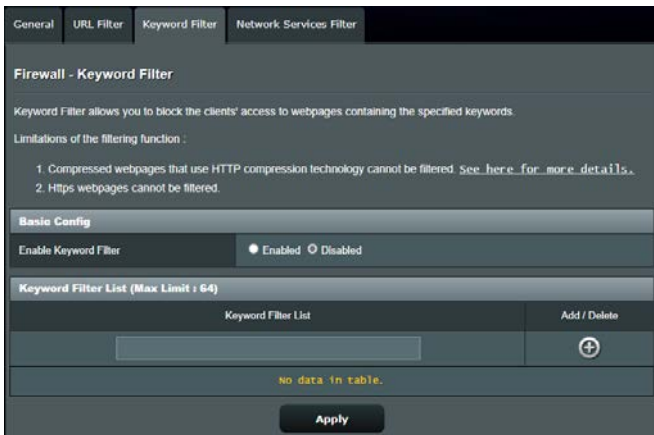 General URL Filter Keyword Filter Network Services Filter
Firewall - Keyword Filter
Keyword Filter allows you to block the clients' access to webpages containing the specified keywords.
Limitations of the filtering function :
1. Compressed webpages that use HTTP compression technology cannot be filtered. See here for more details.
2. Https webpages cannot be filtered.
Basic Config
Enable Keyword Filter Enabled Disabled
Keyword Filter List (Max Limit : 64)
Keyword Filter List Add / Delete
No data in table.
Apply